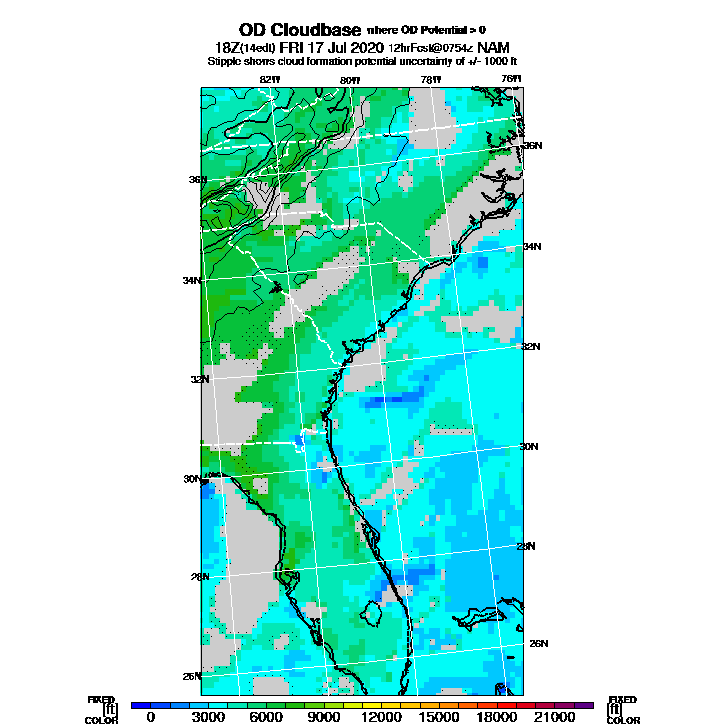 OD Cloudbase where OD Potential > 0
18Z(14edt) FRI 17 Jul 2020 12hrFcst@0754z NAM
Stipple shows cloud formation potential uncertainty of +/- 1000 ft
82W 80W 78W 76W
36N
36N
34N
34N
32N
32N
30N
30N
28N
28N
26N
26N
FIXED FIXED
[ft] [ft]
COLOR COLOR
0 3000 6000 9000 12000 15000 18000 21000